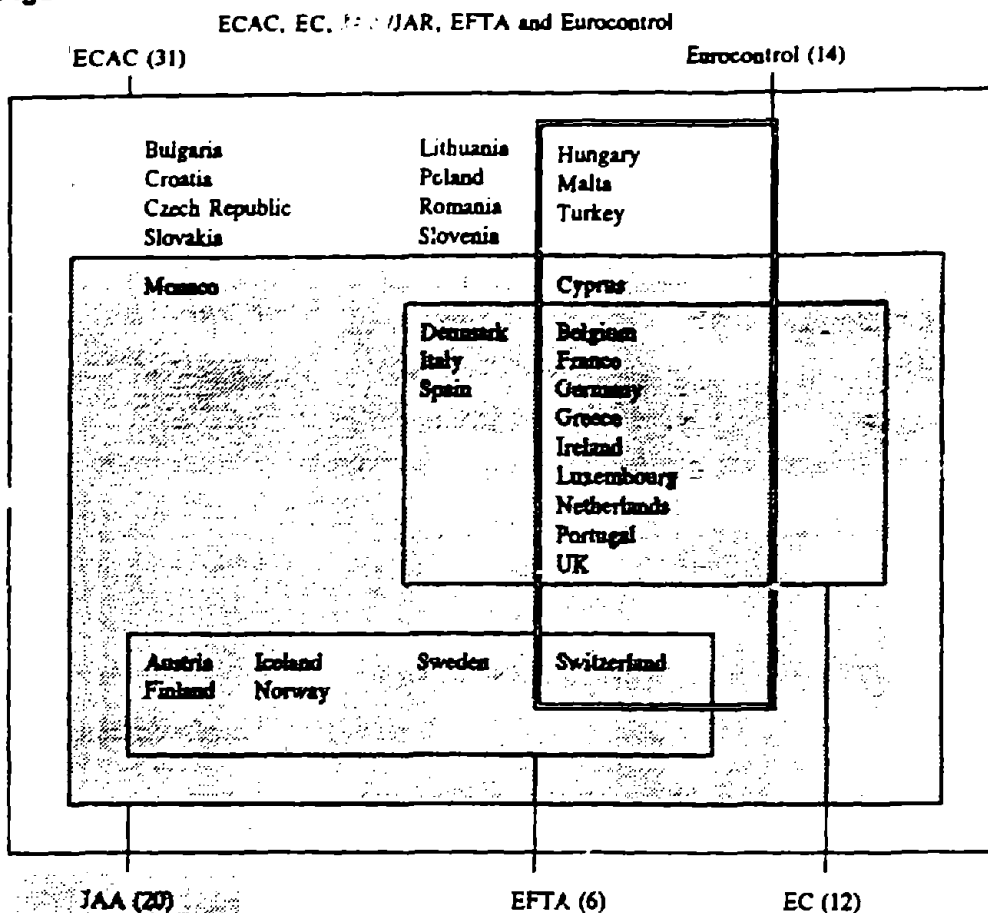 ECAC, EC, /JAR, EFTA and Eurocontrol
ECAC (31) Eurocontrol (14)
Bulgaria Lithuania Hungary
Croatia Poland Malta
Czech Republic Romania Turkey
Slovakia Slovenia
Monaco Cyprus
Denmark Belgium
Italy France
Spain Germany
Greece
Ireland
Luxembourg
Netherlands
Portugal
UK
Austria Iceland Sweden Switzerland
Finland Norway
JAA (20) EFTA (6) EC (12)